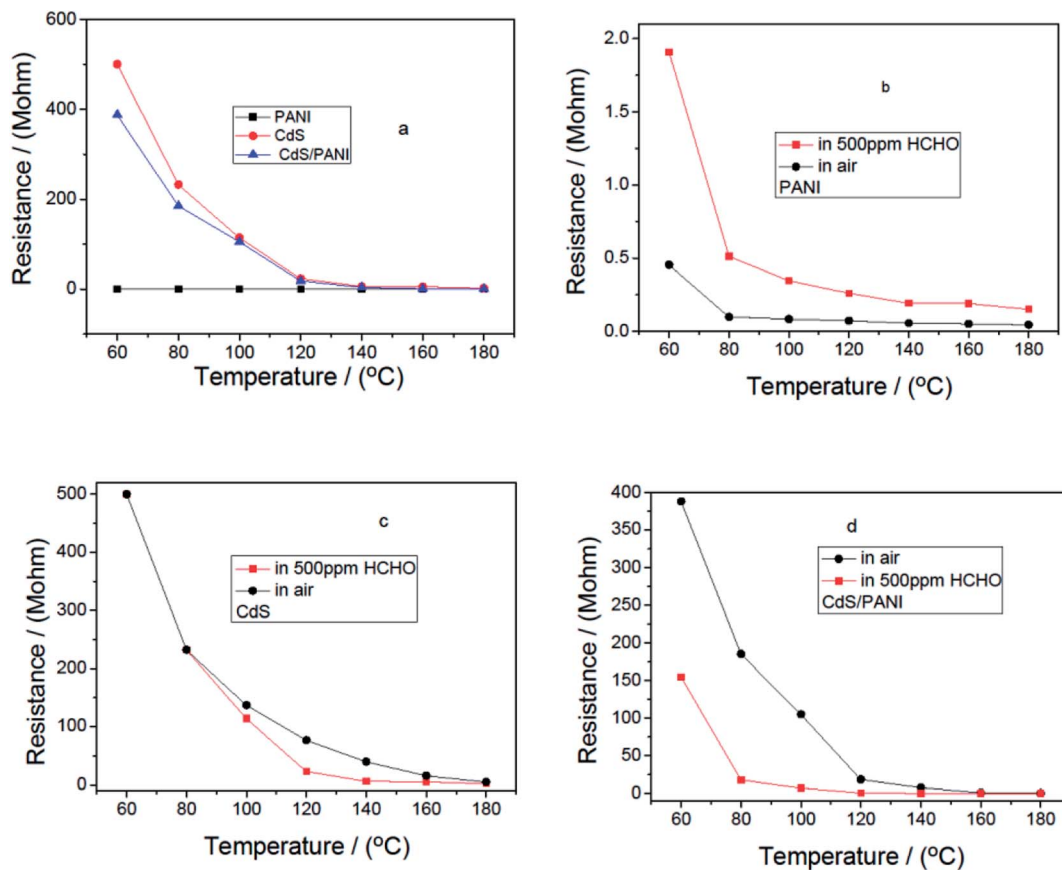 600
400
200
0
Resistance / (Mohm)
PANI
CdS
CdS/PANI
a
60 80 100 120 140 160 180
Temperature / (ºC)
2.0
1.5
1.0
0.5
0.0
Resistance / (Mohm)
b
in 500ppm HCHO
in air
PANI
60 80 100 120 140 160 180
Temperature / (ºC)
500
400
300
200
100
0
Resistance / (Mohm)
c
in 500ppm HCHO
in air
CdS
60 80 100 120 140 160 180
Temperature / (ºC)
400
350
300
250
200
150
100
50
0
Resistance / (Mohm)
d
in air
in 500ppm HCHO
CdS/PANI
60 80 100 120 140 160 180
Temperature / (ºC)